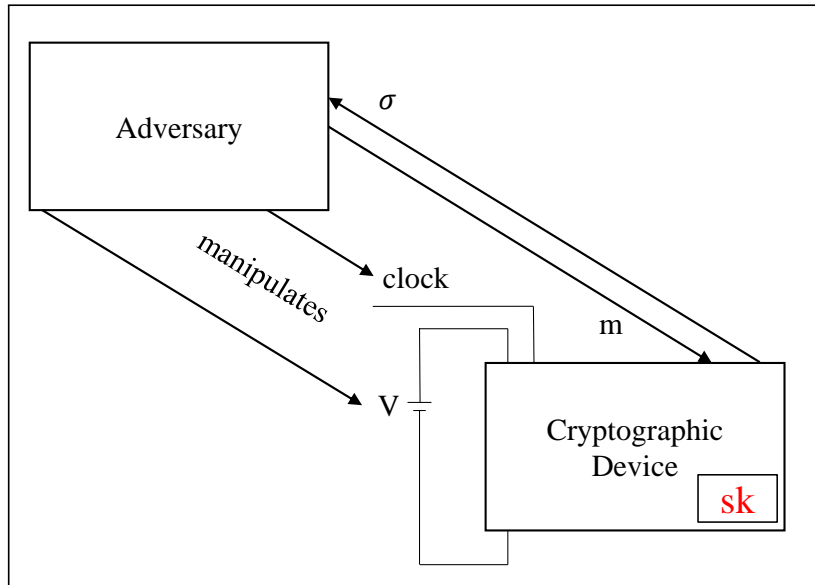 σ
Adversary
manipulates
clock
m
V
Cryptographic
Device
sk